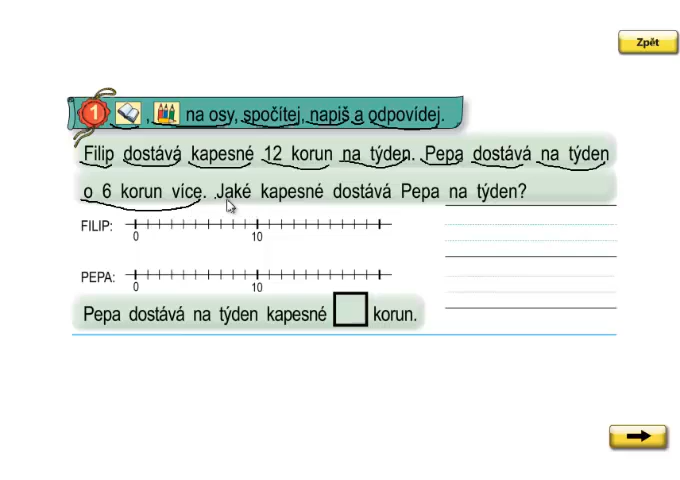 Zpět
1 , na osy, spočítej, napiš a odpovídej.
Filip dostává kapesné 12 korun na týden. Pepa dostává na týden
o 6 korun více. Jaké kapesné dostává Pepa na týden?
FILIP: 0 10
PEPA: 0 10
Pepa dostává na týden kapesné korun.